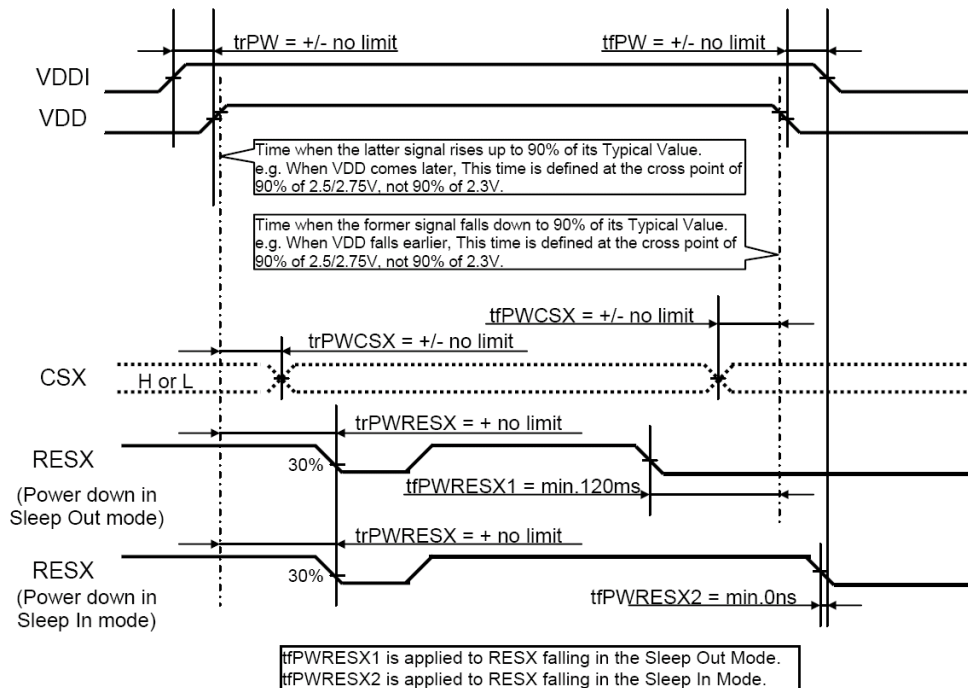 trPW = +/- no limit
tfPW = +/- no limit
VDDI
VDD
Time when the latter signal rises up to 90% of its Typical Value.
e.g. When VDD comes later, This time is defined at the cross point of
90% of 2.5/2.75V, not 90% of 2.3V.
Time when the former signal falls down to 90% of its Typical Value.
e.g. When VDD falls earlier, This time is defined at the cross point of
90% of 2.5/2.75V, not 90% of 2.3V.
tfPWCSX = +/- no limit
trPWCSX = +/- no limit
CSX
H or L
trPWRESX = + no limit
RESX
30%
(Power down in
Sleep Out mode)
tfPWRESX1 = min.120ms
trPWRESX = + no limit
RESX
30%
(Power down in
Sleep In mode)
tfPWRESX2 = min.0ns
tfPWRESX1 is applied to RESX falling in the Sleep Out Mode.
tfPWRESX2 is applied to RESX falling in the Sleep In Mode.